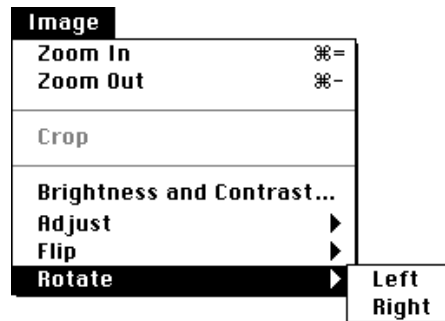 Image
Zoom In ⌘=
Zoom Out ⌘-
Crop
Brightness and Contrast...
Adjust
Flip
Rotate
Left
Right